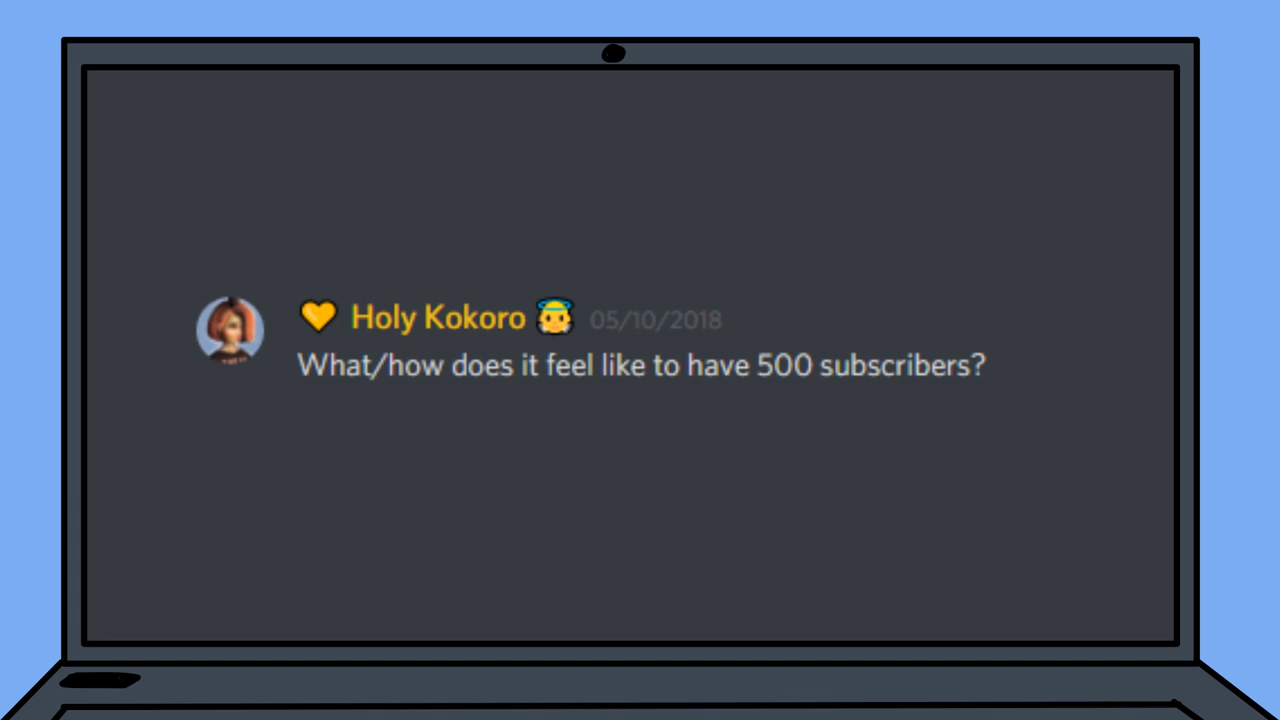 💛 Holy Kokoro 😇 05/10/2018
What/how does it feel like to have 500 subscribers?